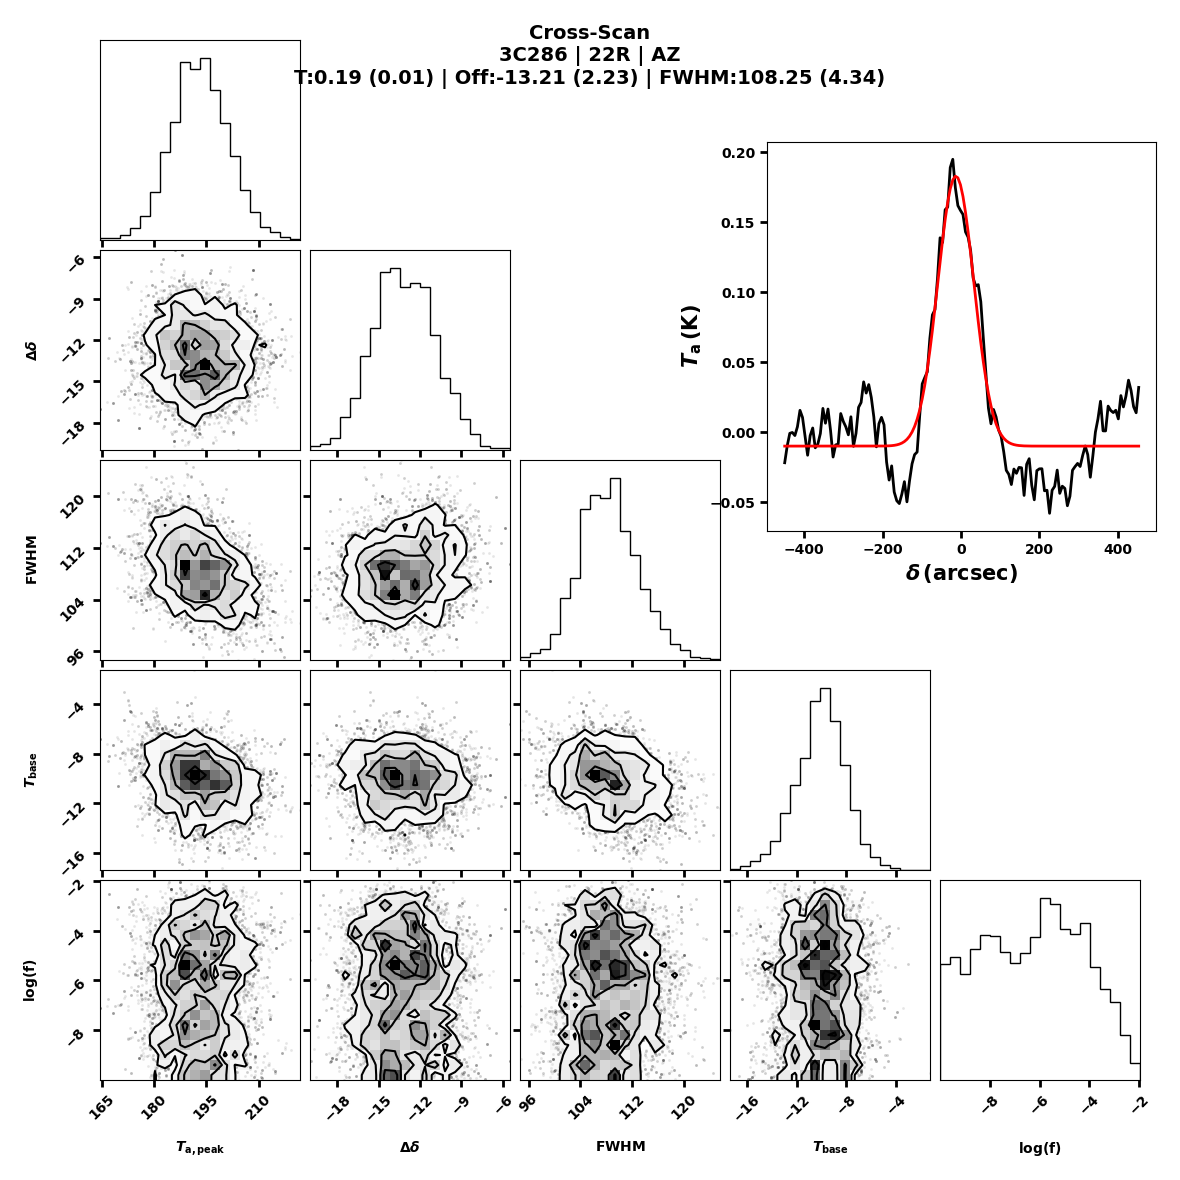 Cross-Scan
3C286 | 22R | AZ
T:0.19 (0.01) | Off:-13.21 (2.23) | FWHM:108.25 (4.34)
0.20
0.15
0.10
0.05
0.00
−0.05
Ta (K)
−400 −200 0 200 400
δ (arcsec)
−6
−9
−12
−15
−18
Δδ
120
112
104
96
FWHM
−4
−8
−12
−16
Tbase
−2
−4
−6
−8
log(f)
165 180 195 210
−18 −15 −12 −9 −6
96 104 112 120
−16 −12 −8 −4
−8 −6 −4 −2
Ta,peak Δδ FWHM Tbase log(f)